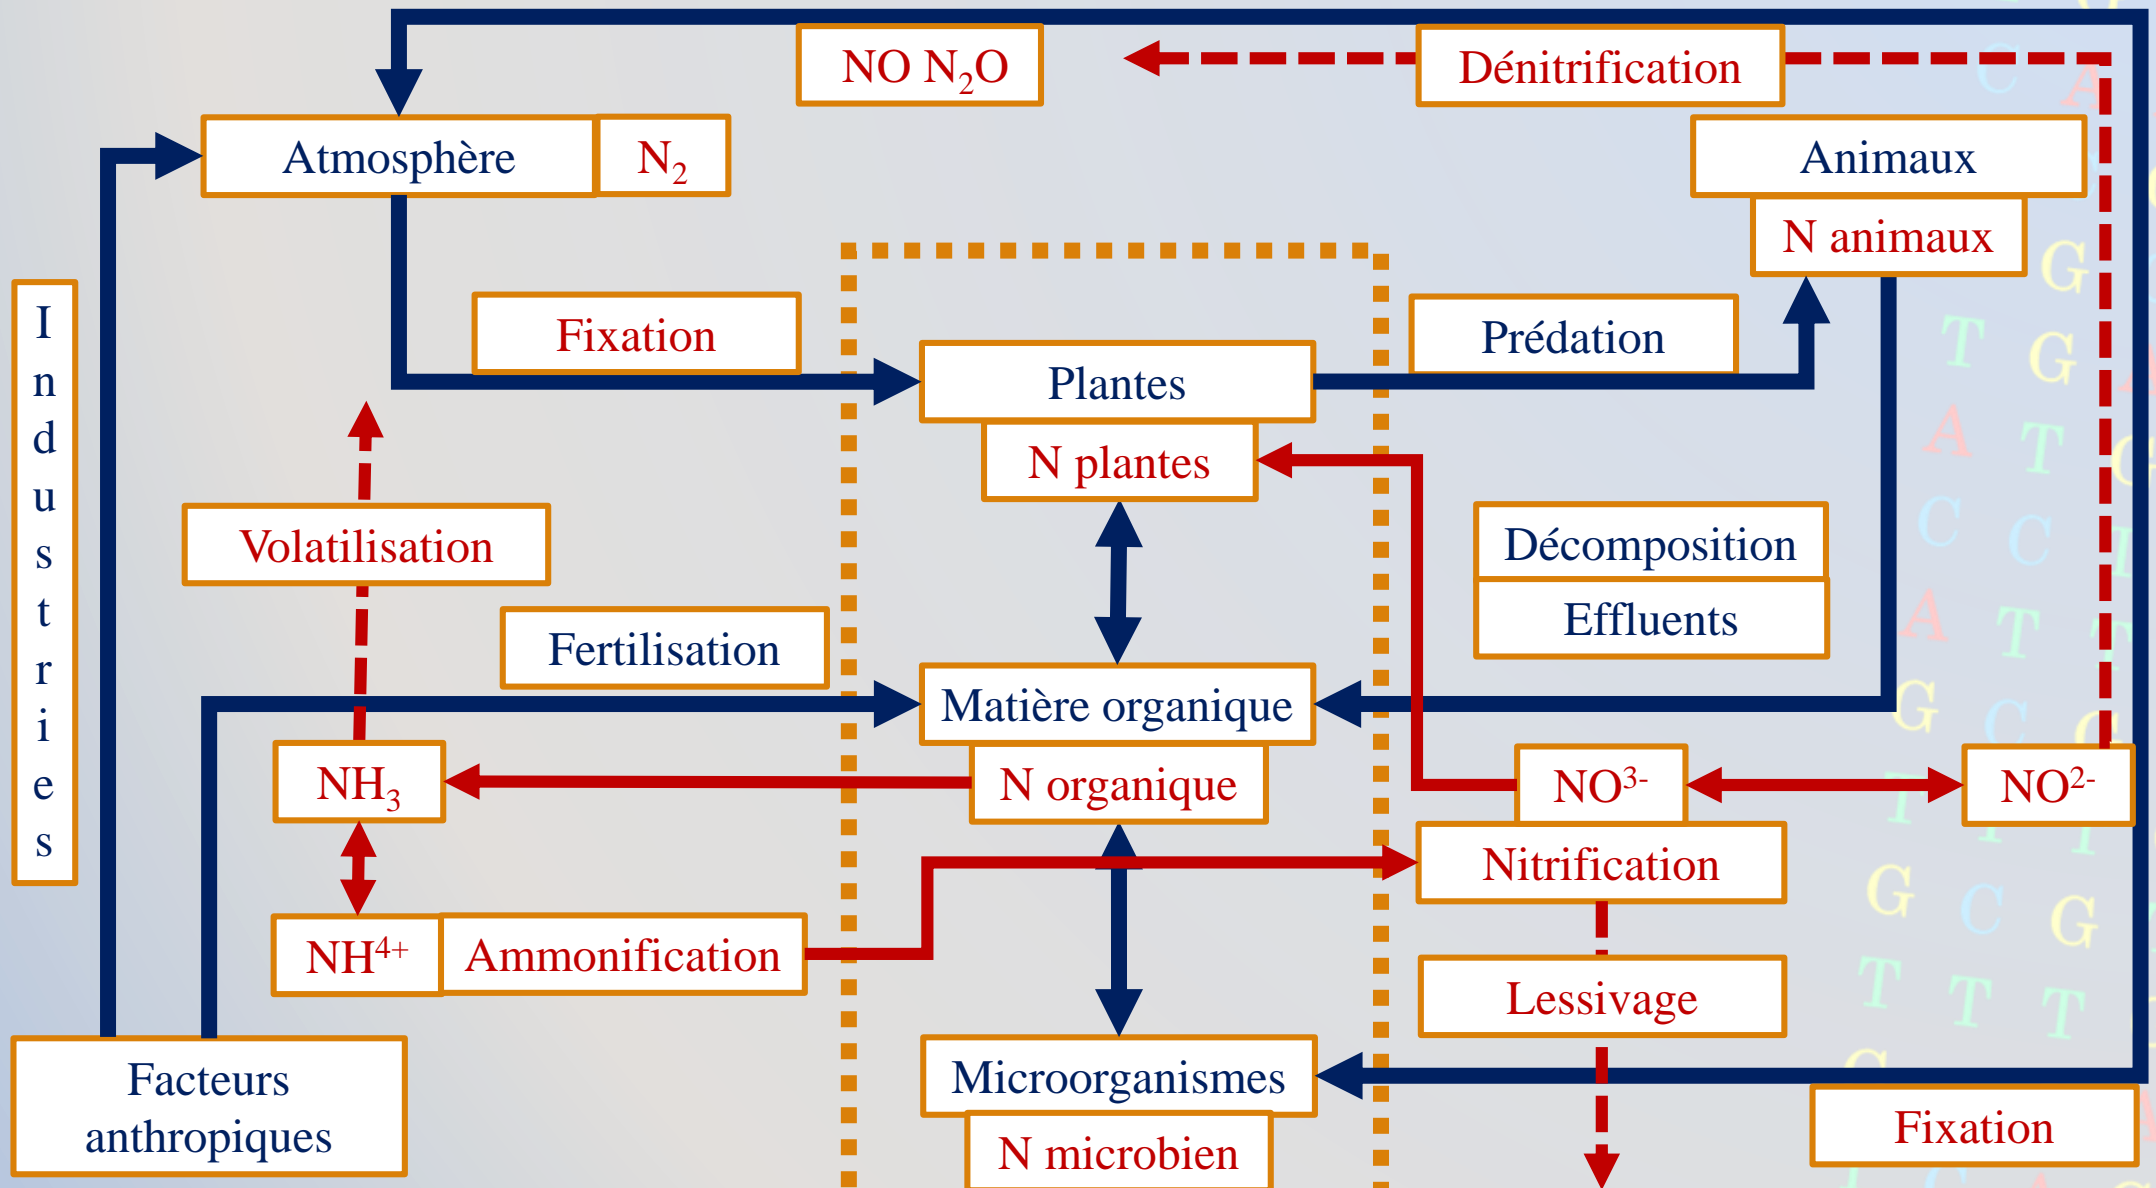 NO N₂O
Dénitrification
Atmosphère
N₂
Animaux
N animaux
Industries
Fixation
Prédation
Plantes
N plantes
Volatilisation
Décomposition
Effluents
Fertilisation
Matière organique
NH₃
N organique
NO³⁻
NO²⁻
Nitrification
NH⁴⁺
Ammonification
Lessivage
Facteurs
anthropiques
Microorganismes
N microbien
Fixation